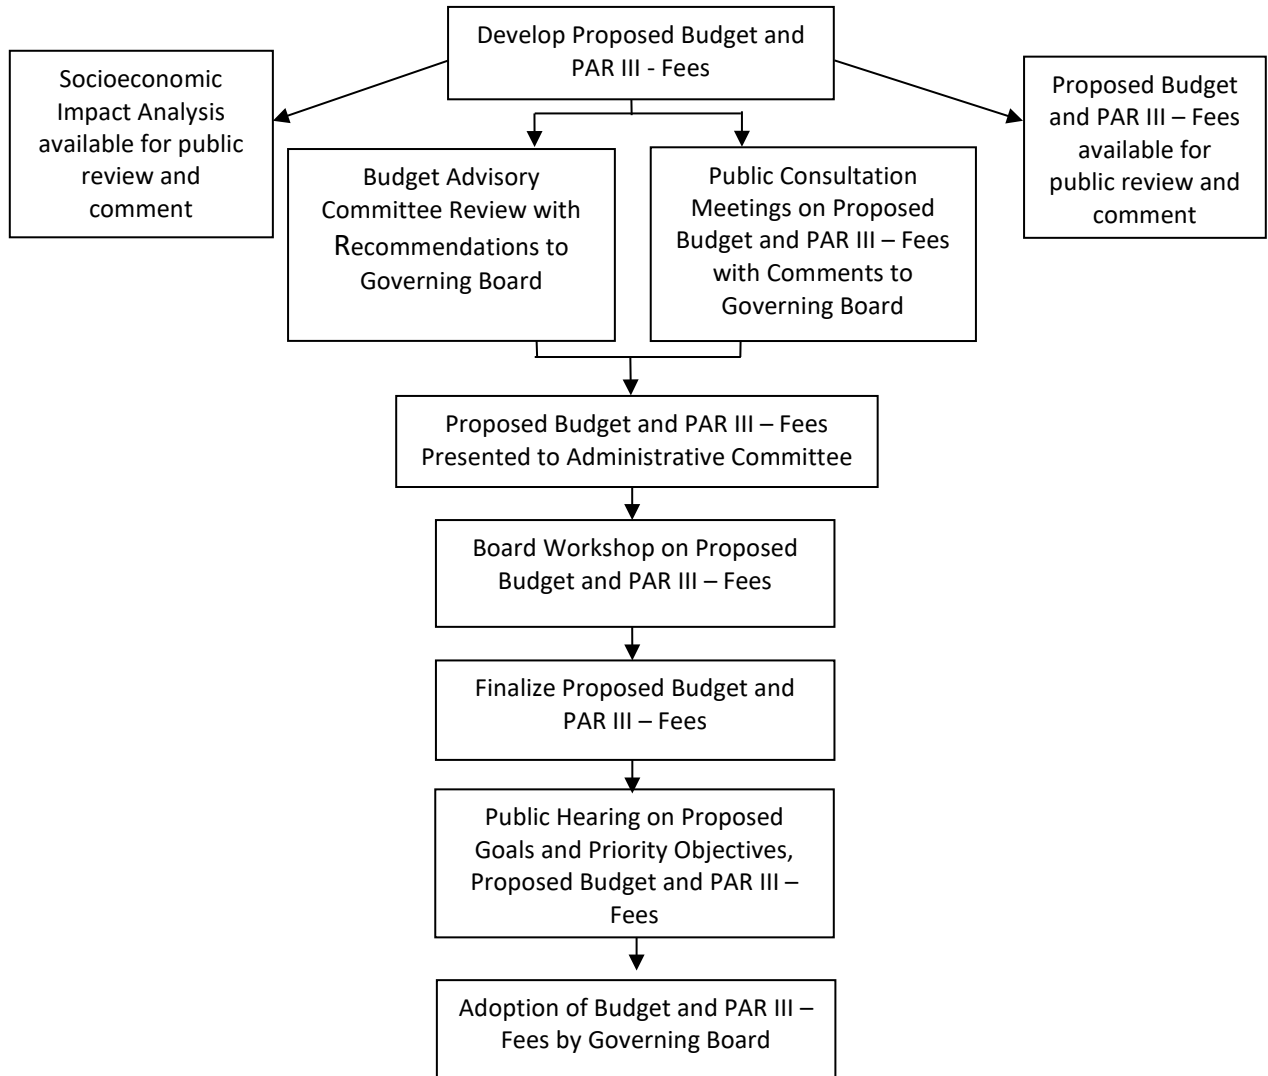 Develop Proposed Budget and
PAR III - Fees
Socioeconomic
Impact Analysis
available for public
review and
comment
Budget Advisory
Committee Review with
Recommendations to
Governing Board
Public Consultation
Meetings on Proposed
Budget and PAR III – Fees
with Comments to
Governing Board
Proposed Budget
and PAR III – Fees
available for
public review and
comment
Proposed Budget and PAR III – Fees
Presented to Administrative Committee
Board Workshop on Proposed
Budget and PAR III – Fees
Finalize Proposed Budget and
PAR III – Fees
Public Hearing on Proposed
Goals and Priority Objectives,
Proposed Budget and PAR III –
Fees
Adoption of Budget and PAR III –
Fees by Governing Board